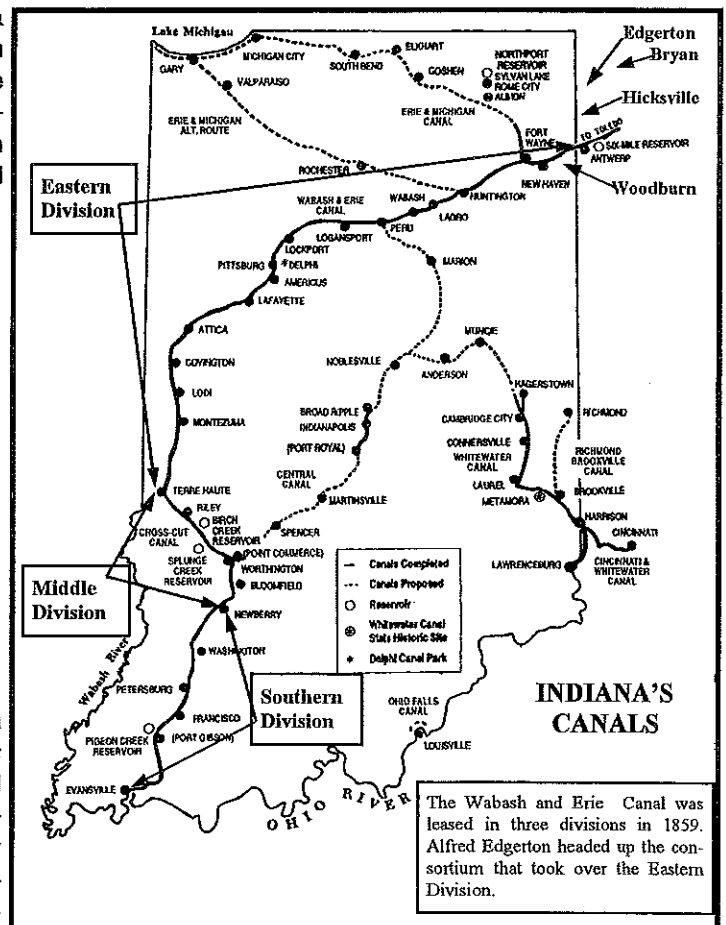 Lake Michigan
Edgerton
Bryan
Hicksville
GARY
MICHIGAN CITY
SOUTH BEND
ELKHART
GOSHEN
NORTHPORT
RESERVOIR
SYLVAN LAKE
ROME CITY
ALBION
VALPARAISO
ERIE & MICHIGAN
CANAL
ERIE & MICHIGAN
ALT. ROUTE
TO TOLEDO
FORT
WAYNE
SIX-MILE RESERVOIR
ANTWERP
NEW HAVEN
Woodburn
ROCHESTER
HUNTINGTON
Eastern
Division
WABASH & ERIE
CANAL
WABASH
LAGRO
PERU
LOGANSPORT
LOCKPORT
PITTSBURG
DELPHI
AMERICUS
MARION
LAFAYETTE
ATTICA
COVINGTON
LODI
MONTEZUMA
NOBLESVILLE
ANDERSON
MUNCIE
HAGERSTOWN
BROAD RIPPLE
INDIANAPOLIS
(PORT ROYAL)
CAMBRIDGE CITY
CONNERSVILLE
WHITEWATER
CANAL
RICHMOND
RICHMOND
BROOKVILLE
CANAL
CENTRAL
CANAL
LAUREL
METAMORA
BROOKVILLE
HARRISON
TERRE HAUTE
RILEY
BIRCH
CREEK
RESERVOIR
CROSS-CUT
CANAL
SPLUNGE
CREEK
RESERVOIR
MARTINSVILLE
SPENCER
(POINT COMMERCE)
WORTHINGTON
BLOOMFIELD
CINCINNATI
LAWRENCEBURG
CINCINNATI &
WHITEWATER
CANAL
Middle
Division
NEWBERRY
Canals Completed
Canals Proposed
Reservoir
Whitewater Canal
State Historic Site
Delphi Canal Park
Wabash River
WASHINGTON
PETERSBURG
Southern
Division
FRANCISCO
(PORT GIBSON)
PIGEON CREEK
RESERVOIR
EVANSVILLE
OHIO FALLS
CANAL
LOUISVILLE
OHIO RIVER
INDIANA'S
CANALS
The Wabash and Erie Canal was
leased in three divisions in 1859.
Alfred Edgerton headed up the con-
sortium that took over the Eastern
Division.